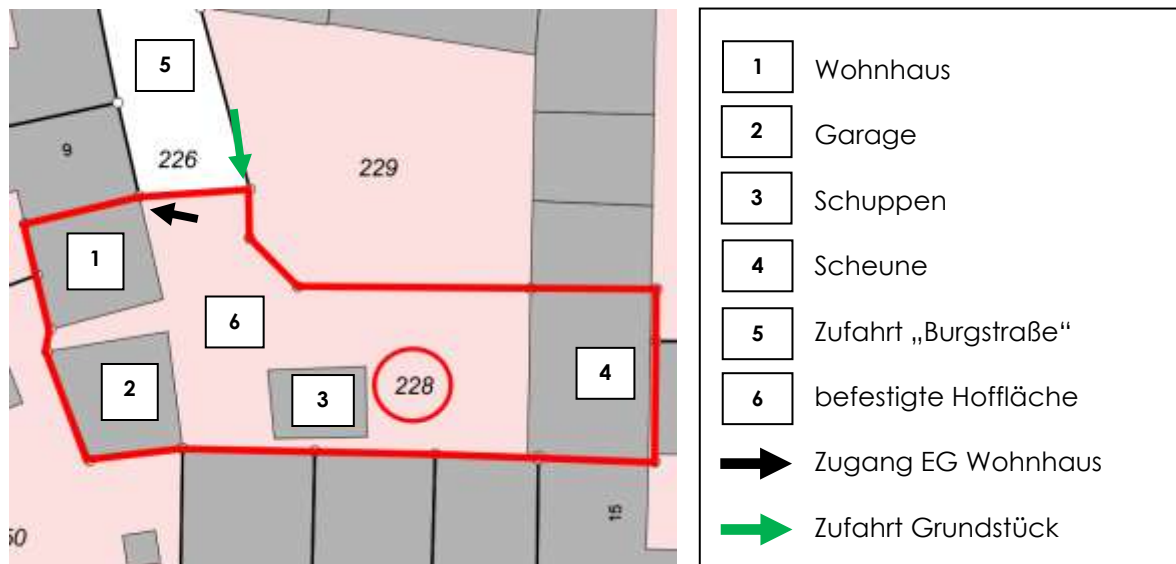 5
9
226
229
1
6
2
3
228
4
15
50
1 Wohnhaus
2 Garage
3 Schuppen
4 Scheune
5 Zufahrt „Burgstraße“
6 befestigte Hoffläche
Zugang EG Wohnhaus
Zufahrt Grundstück